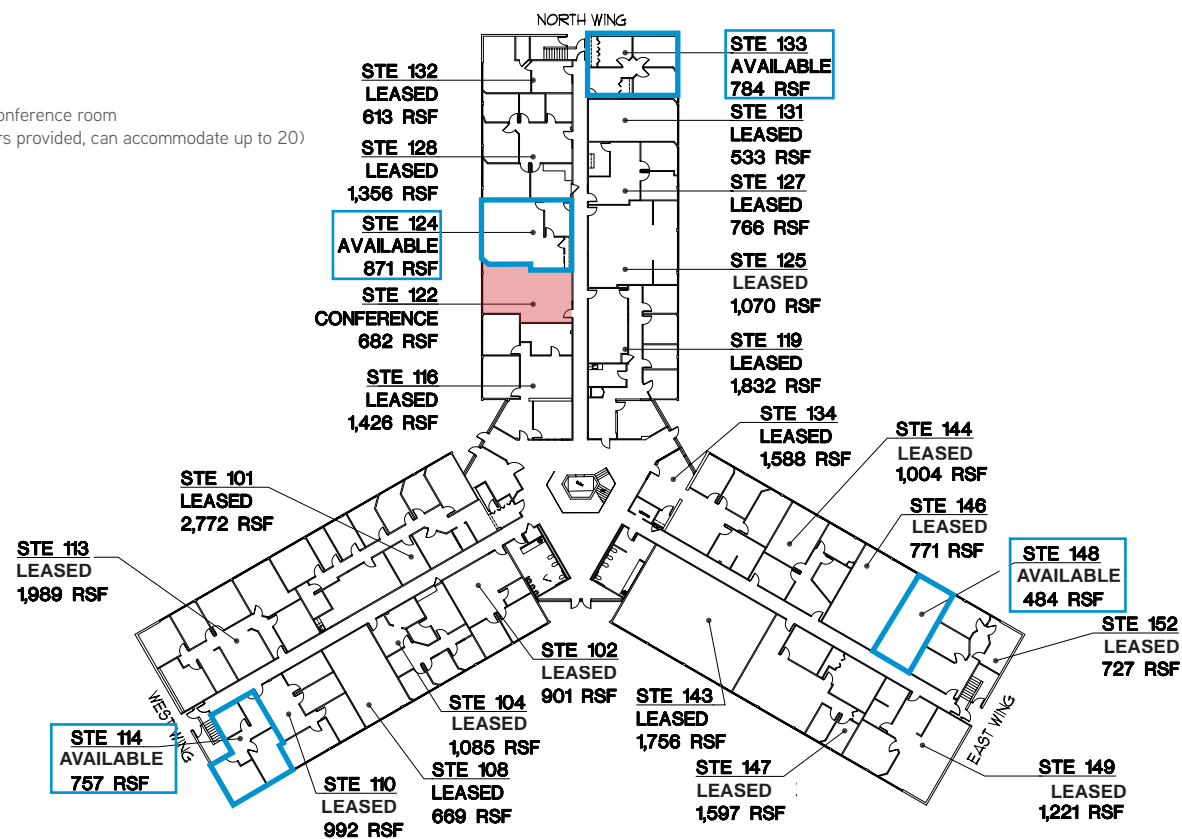 NORTH WING
onference room
rs provided, can accommodate up to 20)
STE 132
LEASED
613 RSF
STE 128
LEASED
1,356 RSF
STE 124
AVAILABLE
871 RSF
STE 122
CONFERENCE
682 RSF
STE 116
LEASED
1,426 RSF
STE 133
AVAILABLE
784 RSF
STE 131
LEASED
533 RSF
STE 127
LEASED
766 RSF
STE 125
LEASED
1,070 RSF
STE 119
LEASED
1,832 RSF
STE 134
LEASED
1,588 RSF
STE 144
LEASED
1,004 RSF
STE 146
LEASED
771 RSF
STE 148
AVAILABLE
484 RSF
STE 152
LEASED
727 RSF
STE 101
LEASED
2,772 RSF
STE 113
LEASED
1,989 RSF
STE 102
LEASED
901 RSF
STE 104
LEASED
1,085 RSF
STE 108
LEASED
669 RSF
STE 110
LEASED
992 RSF
WEST WING
STE 114
AVAILABLE
757 RSF
STE 143
LEASED
1,756 RSF
STE 147
LEASED
1,597 RSF
EAST WING
STE 149
LEASED
1,221 RSF